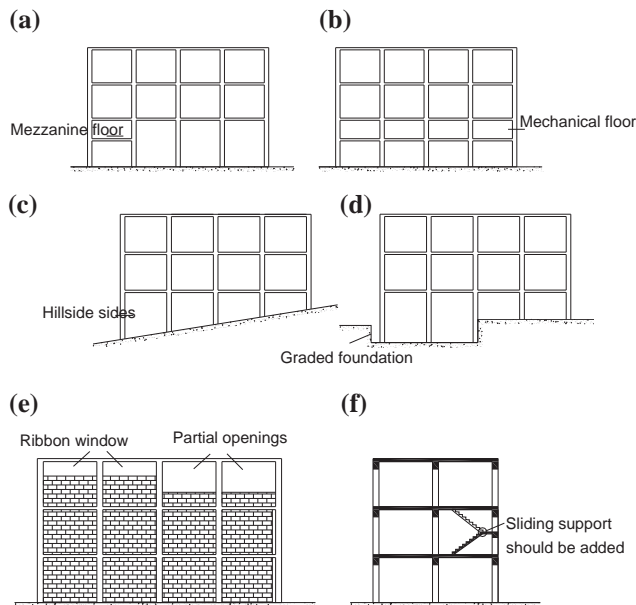 (a)
(b)
Mezzanine floor
Mechanical floor
(c)
(d)
Hillside sides
Graded foundation
(e)
(f)
Ribbon window
Partial openings
Sliding support
should be added